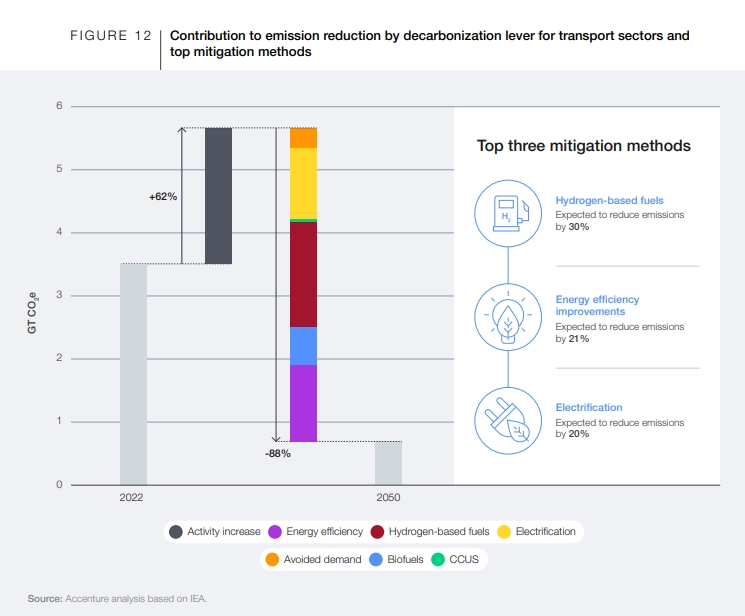 FIGURE 12
Contribution to emission reduction by decarbonization lever for transport sectors and
top mitigation methods
GT CO₂e
6
5
4
3
2
1
0
+62%
-88%
2022
2050
Top three mitigation methods
H₂
Hydrogen-based fuels
Expected to reduce emissions
by 30%
Energy efficiency
improvements
Expected to reduce emissions
by 21%
Electrification
Expected to reduce emissions
by 20%
Activity increase
Energy efficiency
Hydrogen-based fuels
Electrification
Avoided demand
Biofuels
CCUS
Source: Accenture analysis based on IEA.